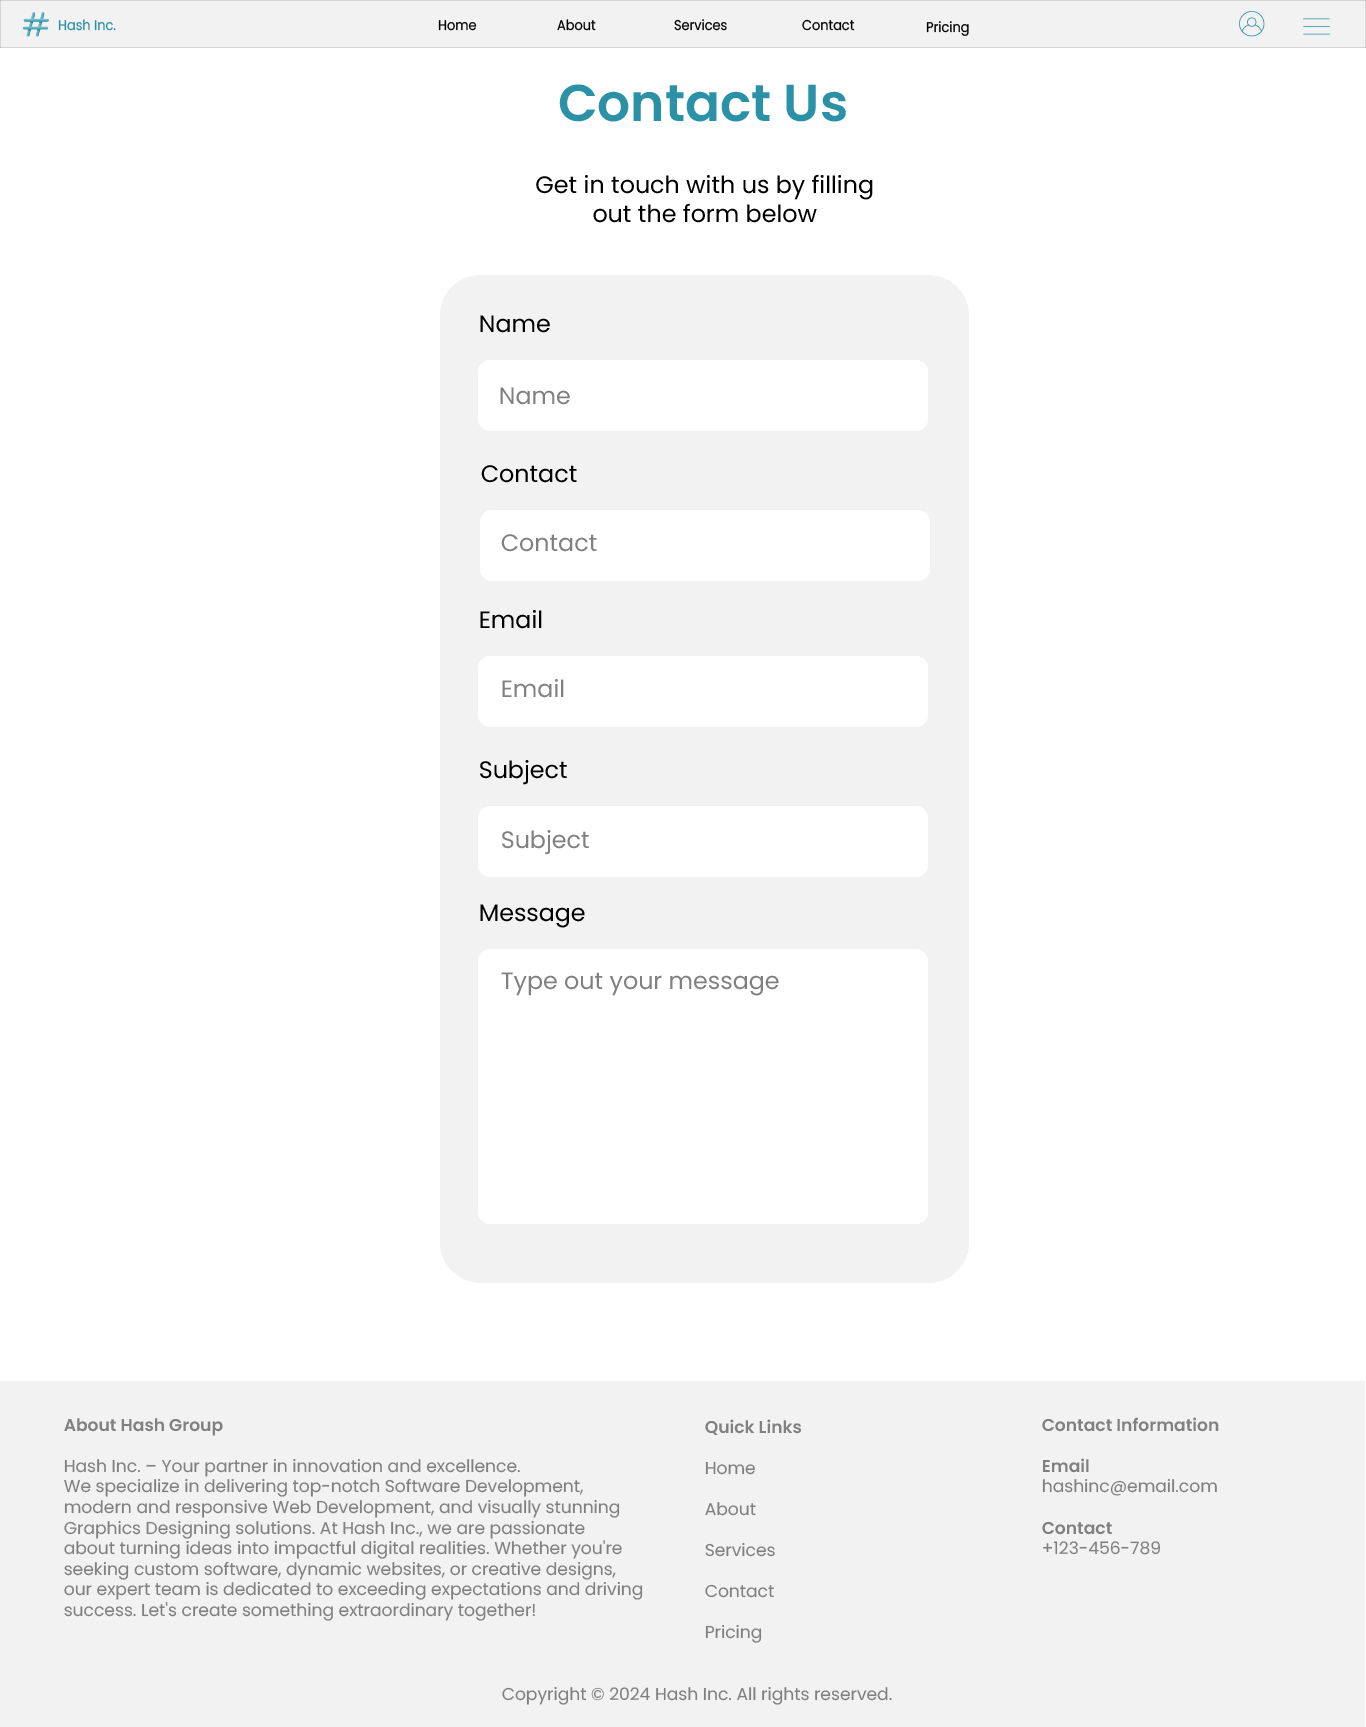 Hash Inc.
Home
About
Services
Contact
Pricing
Contact Us
Get in touch with us by filling
out the form below
Name
Name
Contact
Contact
Email
Email
Subject
Subject
Message
Type out your message
About Hash Group
Hash Inc. – Your partner in innovation and excellence.
We specialize in delivering top-notch Software Development,
modern and responsive Web Development, and visually stunning
Graphics Designing solutions. At Hash Inc., we are passionate
about turning ideas into impactful digital realities. Whether you're
seeking custom software, dynamic websites, or creative designs,
our expert team is dedicated to exceeding expectations and driving
success. Let's create something extraordinary together!
Quick Links
Home
About
Services
Contact
Pricing
Contact Information
Email
hashinc@email.com
Contact
+123-456-789
Copyright © 2024 Hash Inc. All rights reserved.